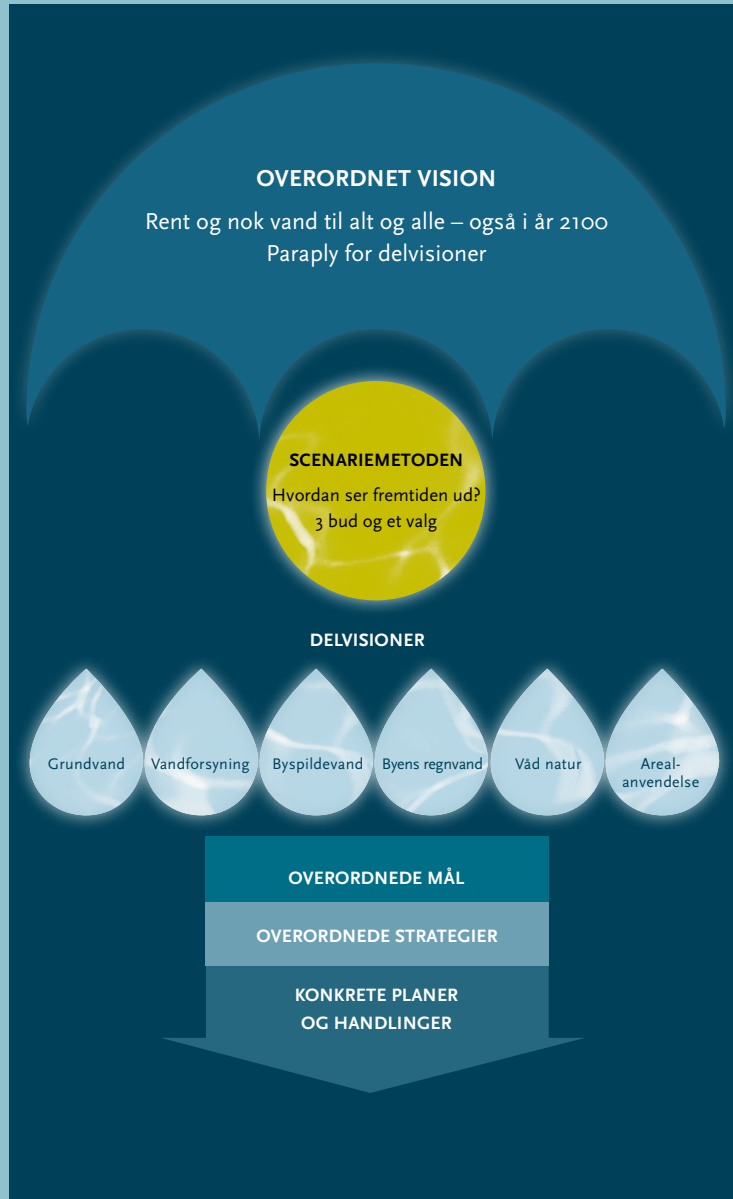 OVERORDNET VISION
Rent og nok vand til alt og alle – også i år 2100
Paraply for delvisioner
SCENARIEMETODEN
Hvordan ser fremtiden ud?
3 bud og et valg
DELVISIONER
Grundvand
Vandforsyning
Byspildevand
Byens regnvand
Våd natur
Areal-
anvendelse
OVERORDNEDE MÅL
OVERORDNEDE STRATEGIER
KONKRETE PLANER
OG HANDLINGER